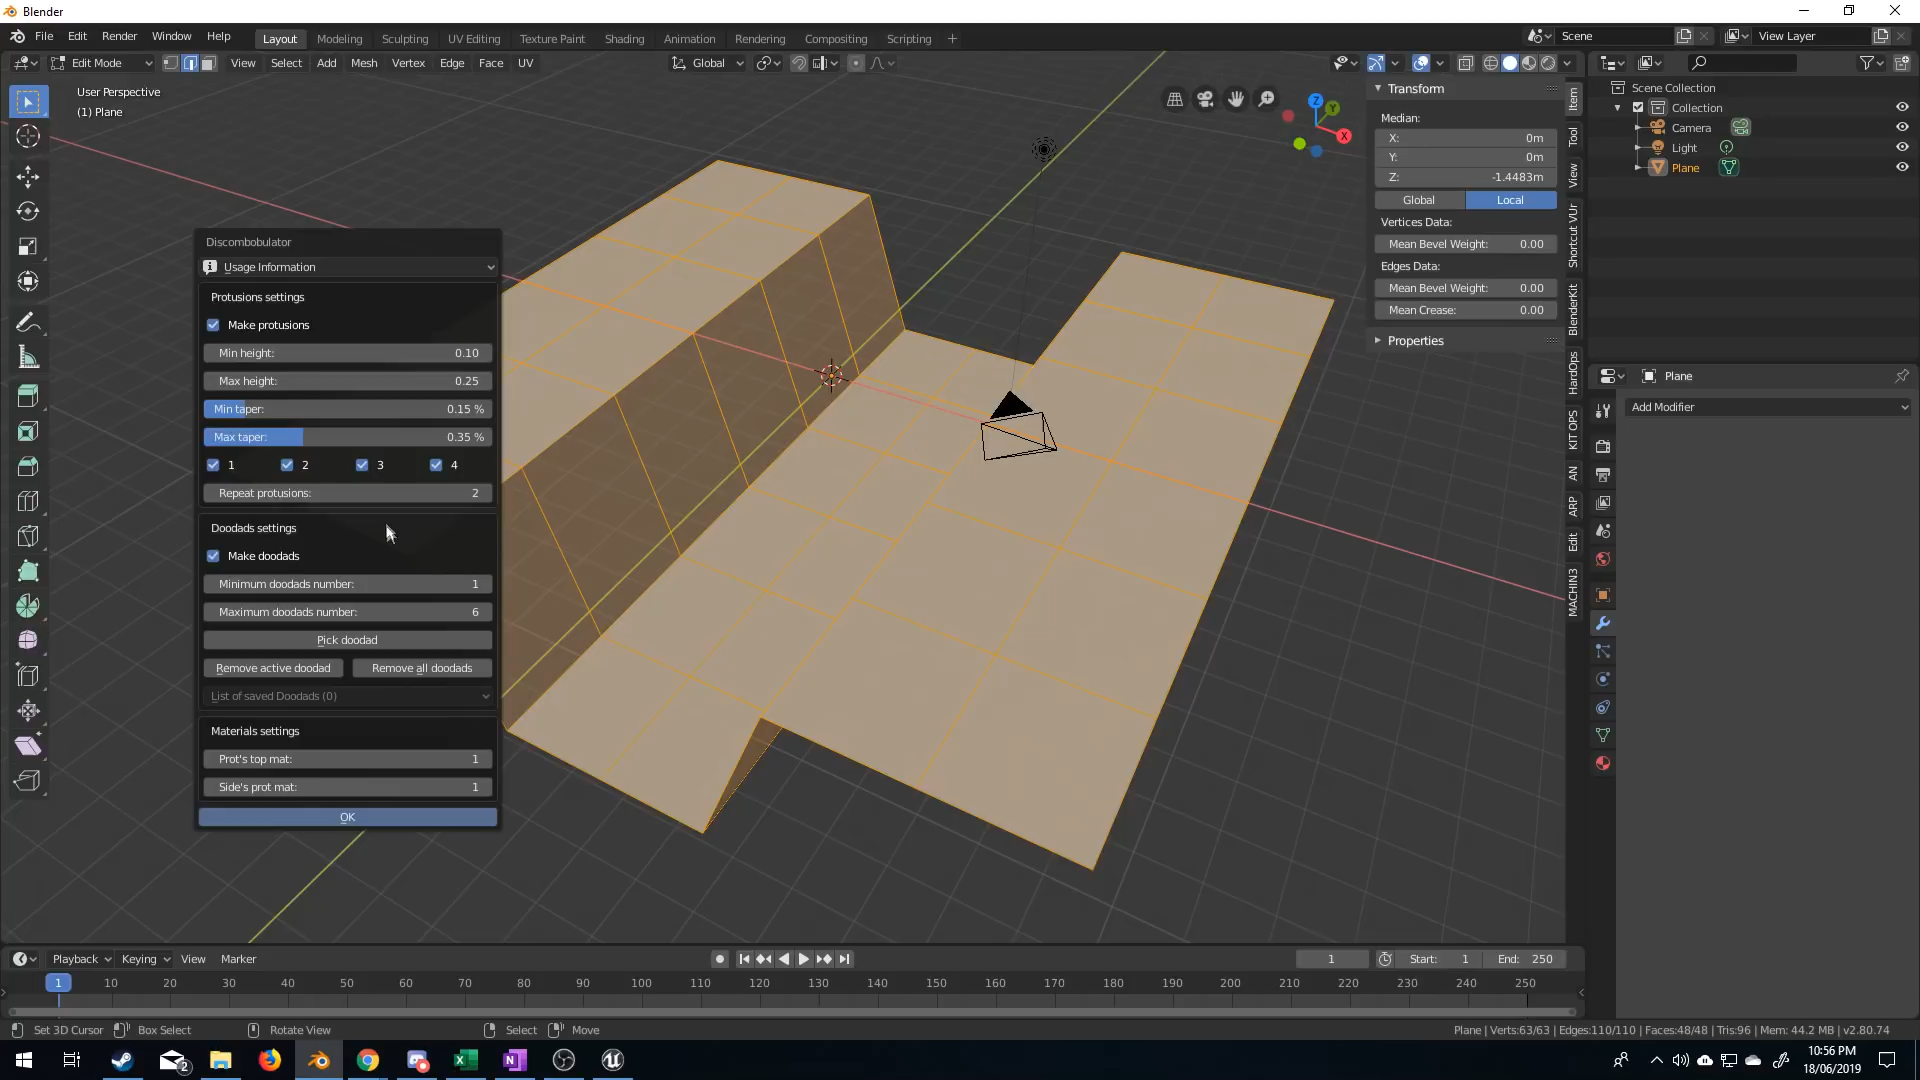 Blender
File Edit Render Window Help
Layout Modeling Sculpting UV Editing Texture Paint Shading Animation Rendering Compositing Scripting +
Scene
View Layer
Edit Mode View Select Add Mesh Vertex Edge Face UV
Global
User Perspective
(1) Plane
Discombobulator
Usage Information
Protusions settings
Make protusions
Min height: 0.10
Max height: 0.25
Min taper: 0.15 %
Max taper: 0.35 %
1 2 3 4
Repeat protusions: 2
Doodads settings
Make doodads
Minimum doodads number: 1
Maximum doodads number: 6
Pick doodad
Remove active doodad Remove all doodads
List of saved Doodads (0)
Materials settings
Prot's top mat: 1
Side's prot mat: 1
OK
Z
Y
X
Transform
Median:
X: 0m
Y: 0m
Z: -1.4483m
Global Local
Vertices Data:
Mean Bevel Weight: 0.00
Edges Data:
Mean Bevel Weight: 0.00
Mean Crease: 0.00
Properties
Item
Tool
View
Shortcut VUr
BlenderKit
HardOps
KIT OPS
AN
ARP
Edit
MACHIN3
Scene Collection
Collection
Camera
Light
Plane
Plane
Add Modifier
Playback Keying View Marker
1 Start: 1 End: 250
1 10 20 30 40 50 60 70 80 90 100 110 120 130 140 150 160 170 180 190 200 210 220 230 240 250
Set 3D Cursor Box Select Rotate View Select Move
Plane | Verts:63/63 | Edges:110/110 | Faces:48/48 | Tris:96 | Mem: 44.2 MB | v2.80.74
2
10:56 PM
18/06/2019